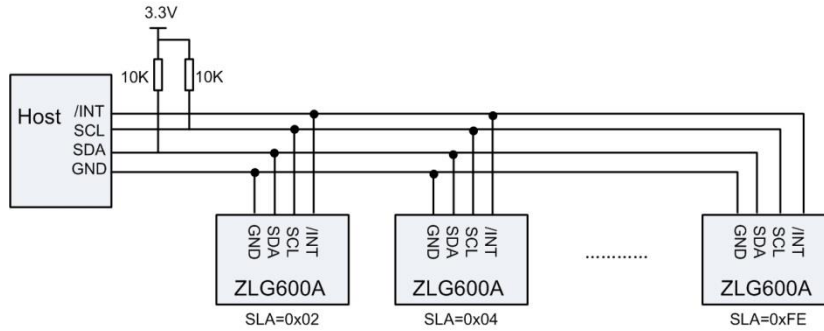 3.3V
10K 10K
Host
/INT
SCL
SDA
GND
GND SDA SCL /INT
GND SDA SCL /INT
GND SDA SCL /INT
ZLG600A ZLG600A ............ ZLG600A
SLA=0x02 SLA=0x04 SLA=0xFE